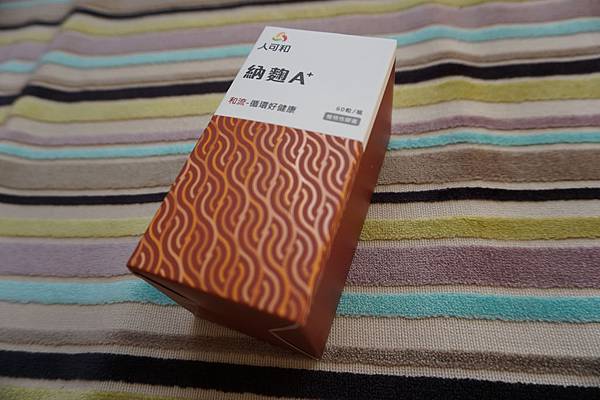 人可和
納麴A⁺
和流-循環好健康
60粒/瓶
植物性膠囊